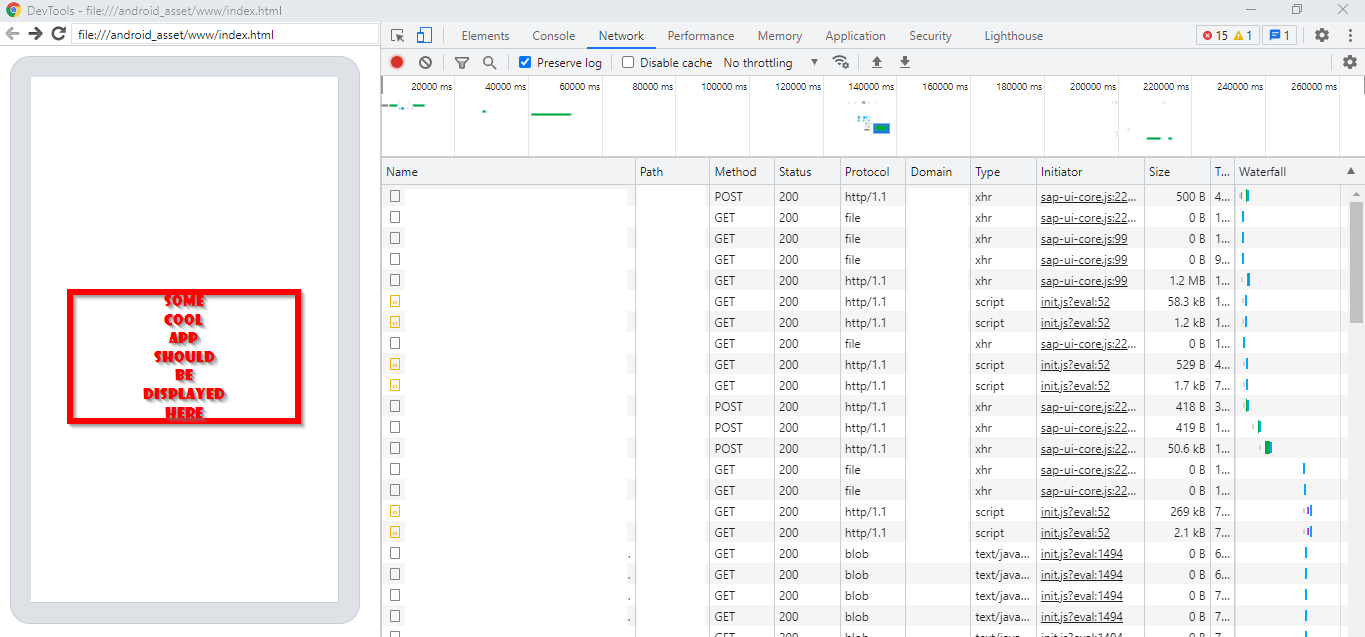 DevTools - file:///android_asset/www/index.html
file:///android_asset/www/index.html
Elements Console Network Performance Memory Application Security Lighthouse 15 1 1
Preserve log Disable cache No throttling
20000 ms 40000 ms 60000 ms 80000 ms 100000 ms 120000 ms 140000 ms 160000 ms 180000 ms 200000 ms 220000 ms 240000 ms 260000 ms
Name Path Method Status Protocol Domain Type Initiator Size T... Waterfall
POST 200 http/1.1 xhr sap-ui-core.js:22... 500 B 4...
GET 200 file xhr sap-ui-core.js:22... 0 B 1...
GET 200 file xhr sap-ui-core.js:99 0 B 1...
GET 200 file xhr sap-ui-core.js:99 0 B 9...
GET 200 http/1.1 xhr sap-ui-core.js:99 1.2 MB 1...
GET 200 http/1.1 script init.js?eval:52 58.3 kB 1...
GET 200 http/1.1 script init.js?eval:52 1.2 kB 1...
GET 200 file xhr sap-ui-core.js:22... 0 B 1...
GET 200 http/1.1 script init.js?eval:52 529 B 4...
GET 200 http/1.1 script init.js?eval:52 1.7 kB 7...
POST 200 http/1.1 xhr sap-ui-core.js:22... 418 B 3...
POST 200 http/1.1 xhr sap-ui-core.js:22... 419 B 1...
POST 200 http/1.1 xhr sap-ui-core.js:22... 50.6 kB 1...
GET 200 file xhr sap-ui-core.js:22... 0 B 1...
GET 200 file xhr sap-ui-core.js:22... 0 B 1...
GET 200 http/1.1 script init.js?eval:52 269 kB 7...
GET 200 http/1.1 script init.js?eval:52 2.1 kB 7...
GET 200 blob text/java... init.js?eval:1494 0 B 6...
GET 200 blob text/java... init.js?eval:1494 0 B 6...
GET 200 blob text/java... init.js?eval:1494 0 B 7...
GET 200 blob text/java... init.js?eval:1494 0 B 7...
SOME
COOL
APP
SHOULD
BE
DISPLAYED
HERE